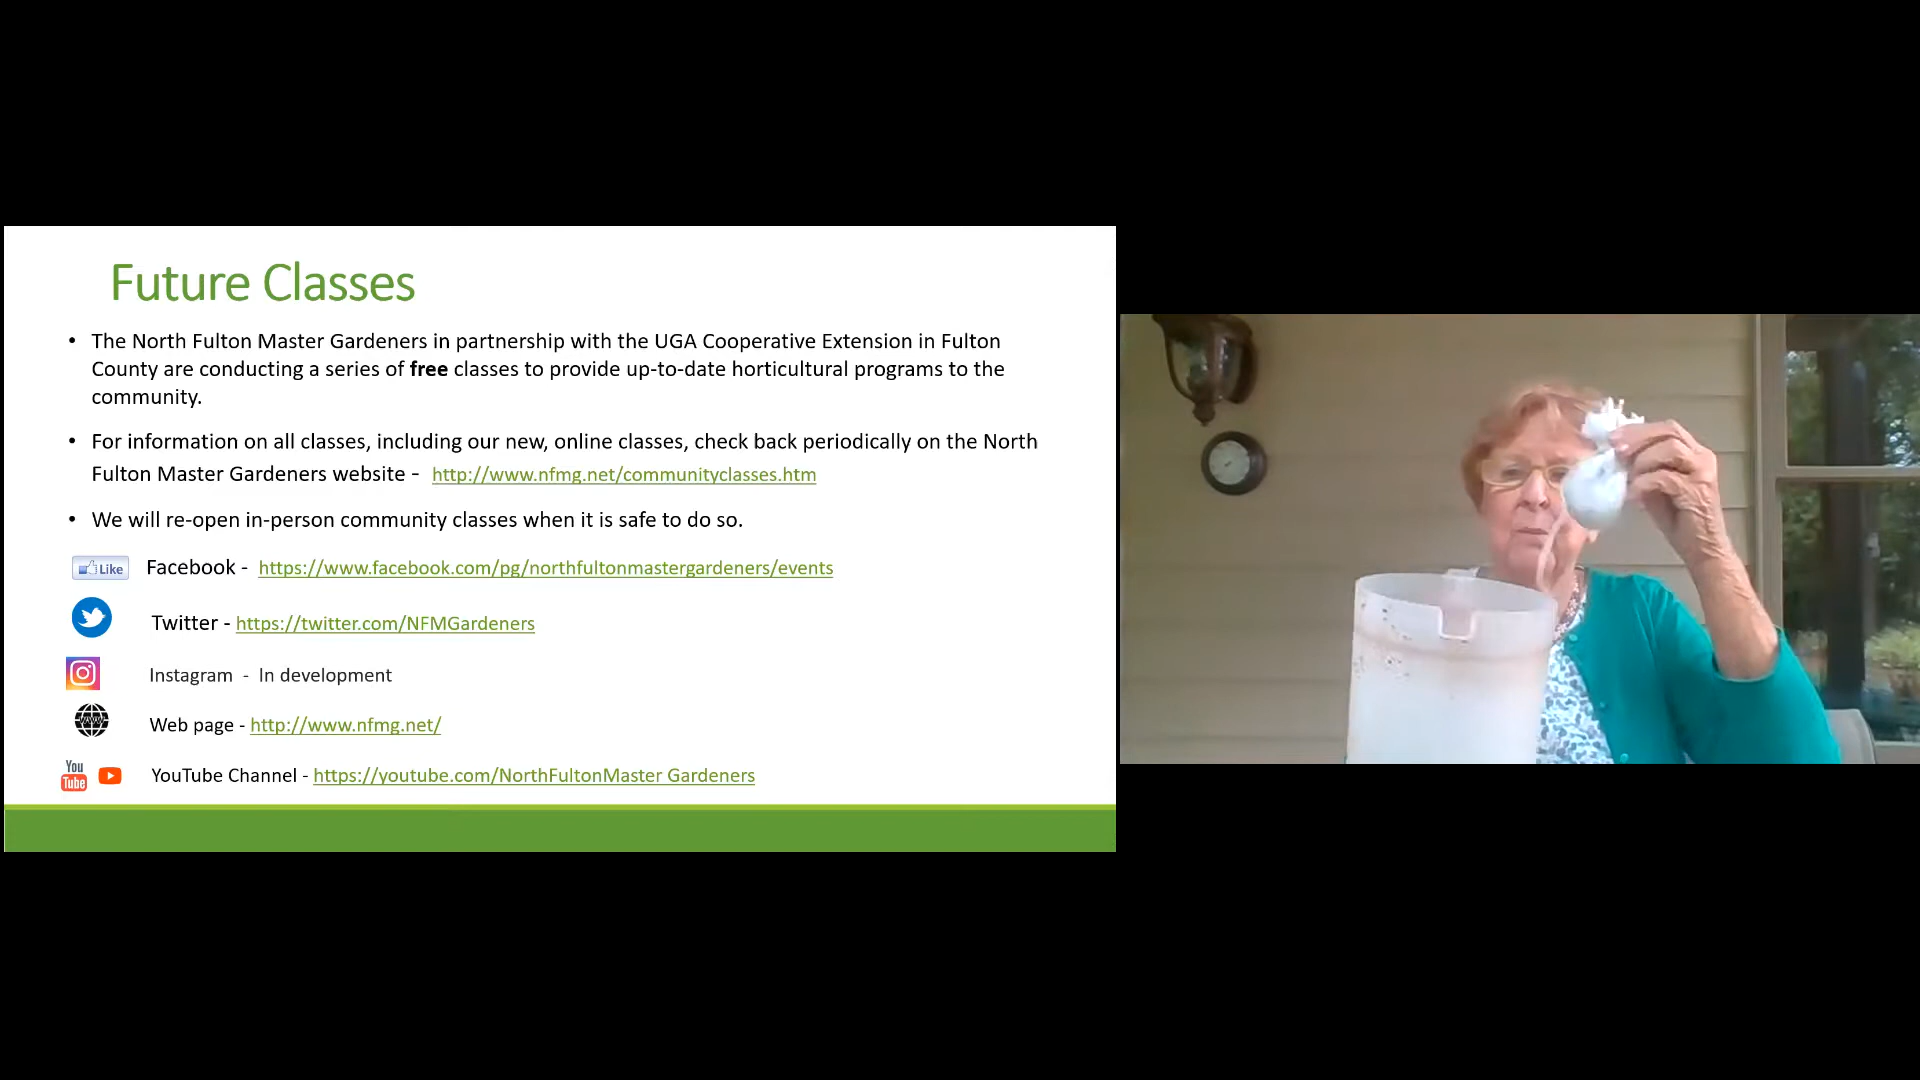 Future Classes
• The North Fulton Master Gardeners in partnership with the UGA Cooperative Extension in Fulton
County are conducting a series of free classes to provide up-to-date horticultural programs to the
community.
• For information on all classes, including our new, online classes, check back periodically on the North
Fulton Master Gardeners website - http://www.nfmg.net/communityclasses.htm
• We will re-open in-person community classes when it is safe to do so.
Like Facebook - https://www.facebook.com/pg/northfultonmastergardeners/events
Twitter - https://twitter.com/NFMGardeners
Instagram - In development
Web page - http://www.nfmg.net/
You
Tube YouTube Channel - https://youtube.com/NorthFultonMaster Gardeners